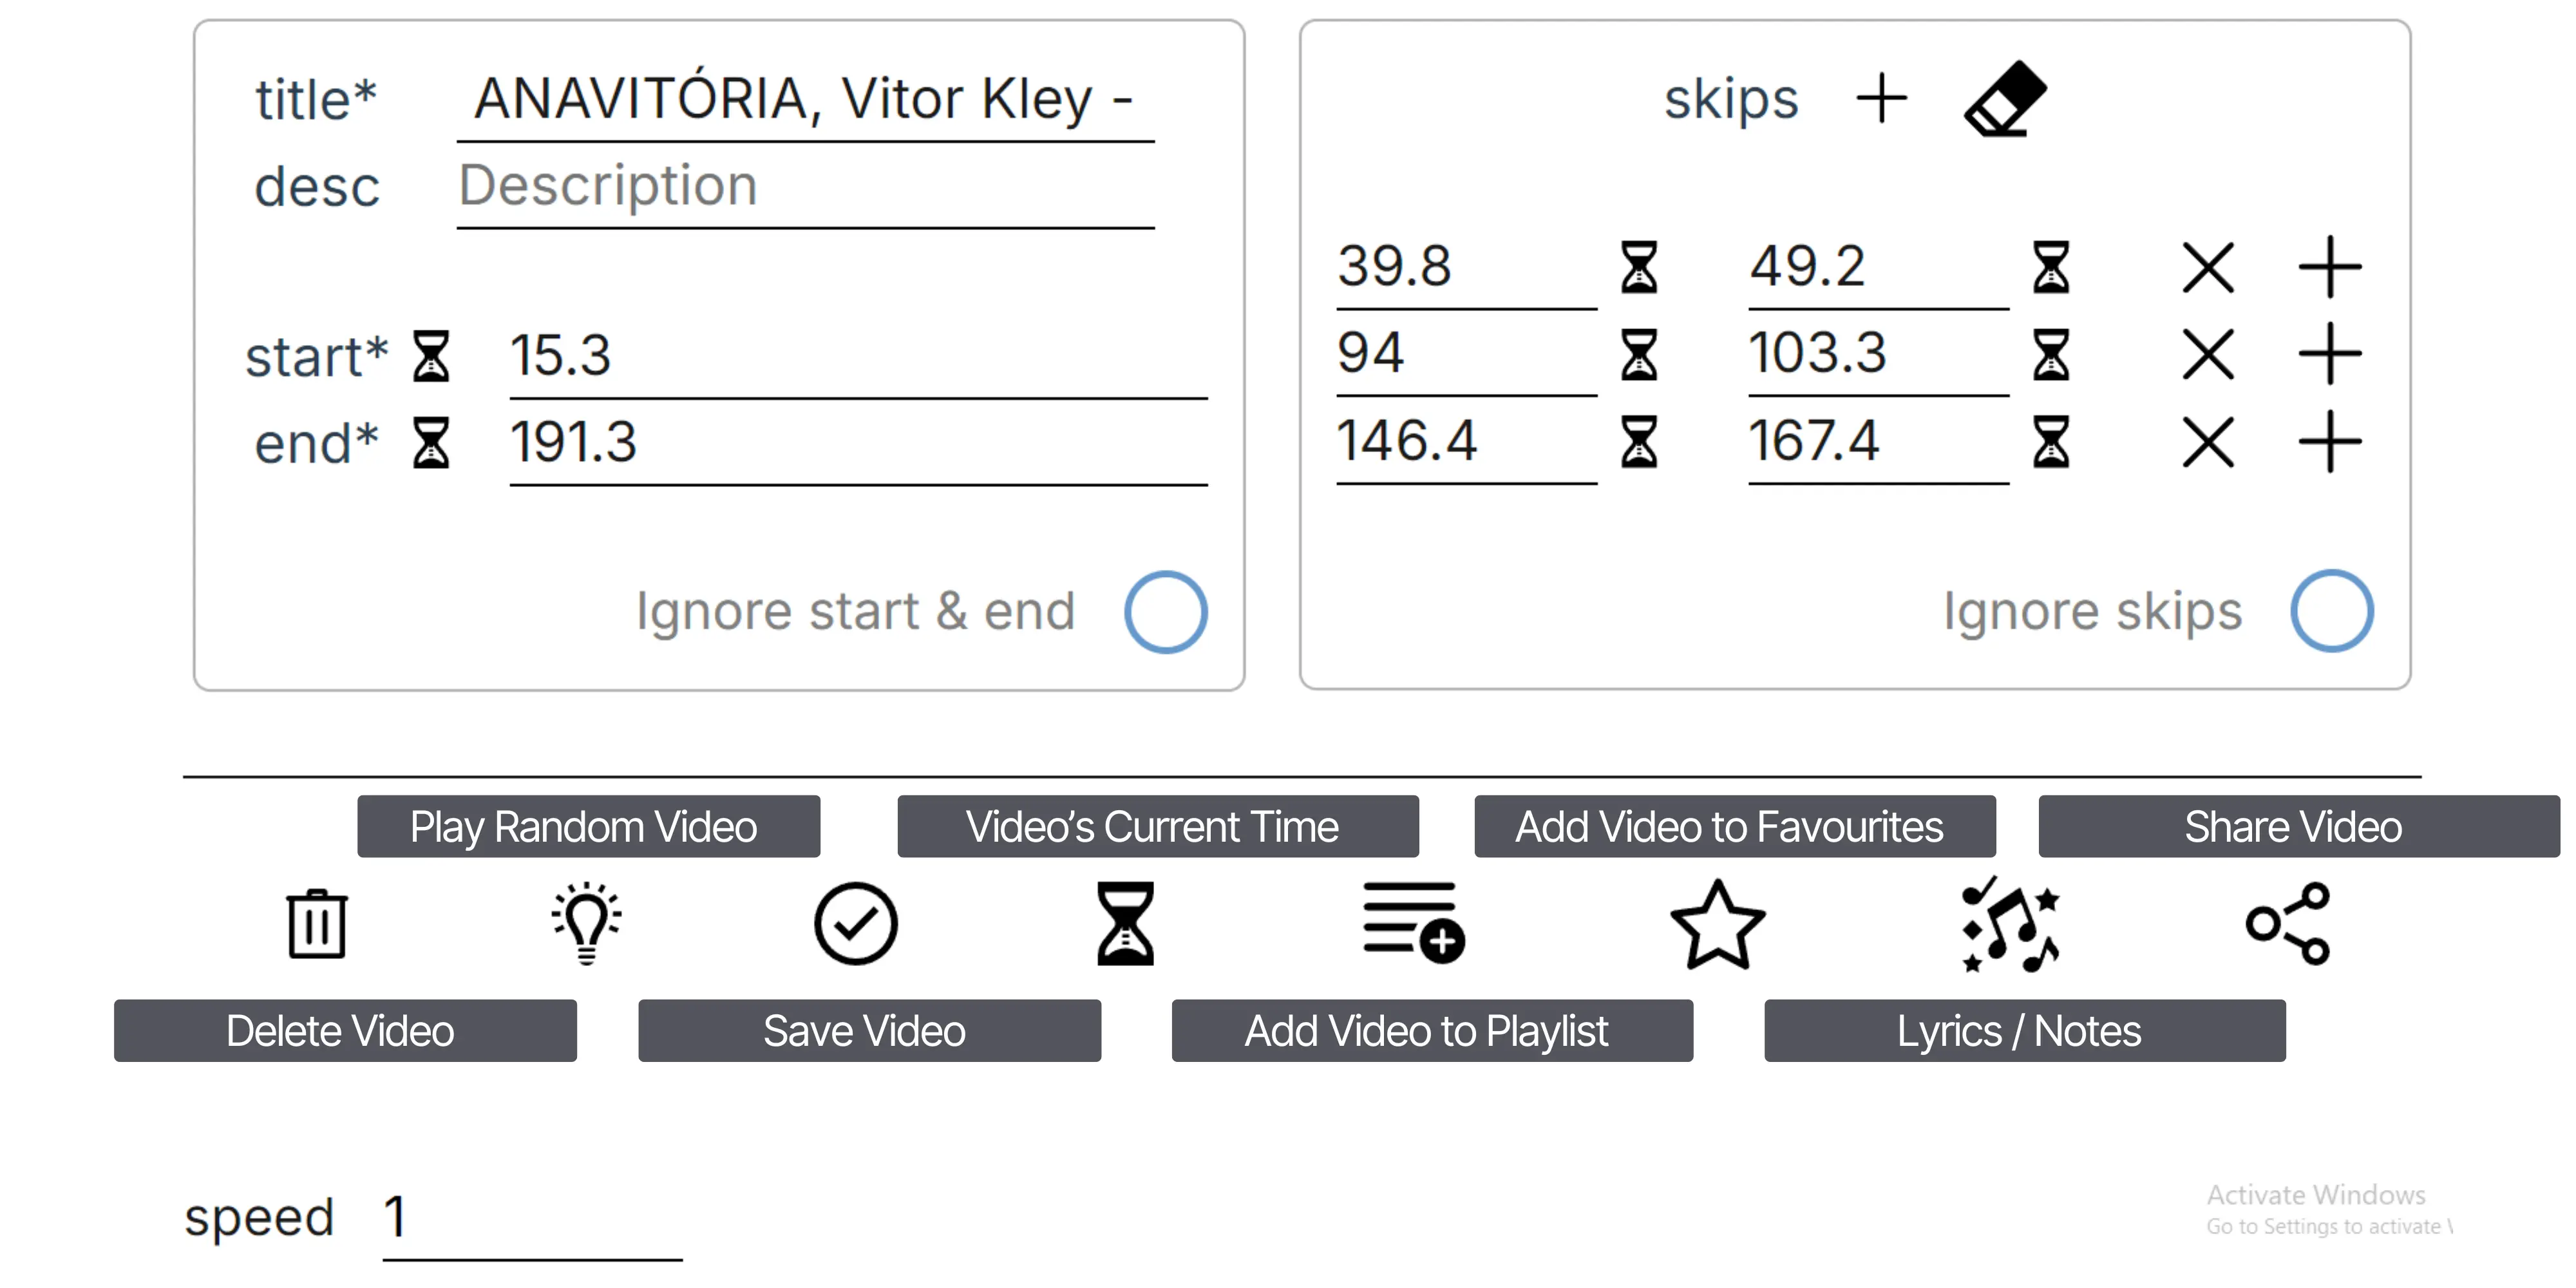 title* ANAVITÓRIA, Vitor Kley -
desc Description
start* 15.3
end* 191.3
Ignore start & end
skips
39.8 49.2
94 103.3
146.4 167.4
Ignore skips
Play Random Video Video’s Current Time Add Video to Favourites Share Video
Delete Video Save Video Add Video to Playlist Lyrics / Notes
speed 1
Activate Windows
Go to Settings to activate